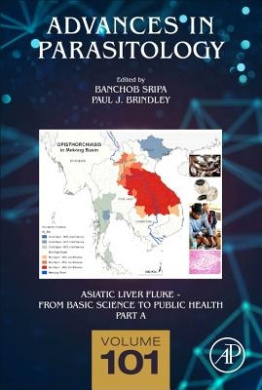 ADVANCES IN
PARASITOLOGY
Edited by
BANCHOB SRIPA
PAUL J. BRINDLEY
OPISTHORCHIASIS
in Mekong Basin
ASIATIC LIVER FLUKE -
FROM BASIC SCIENCE TO PUBLIC HEALTH
PART A
VOLUME
101
AP